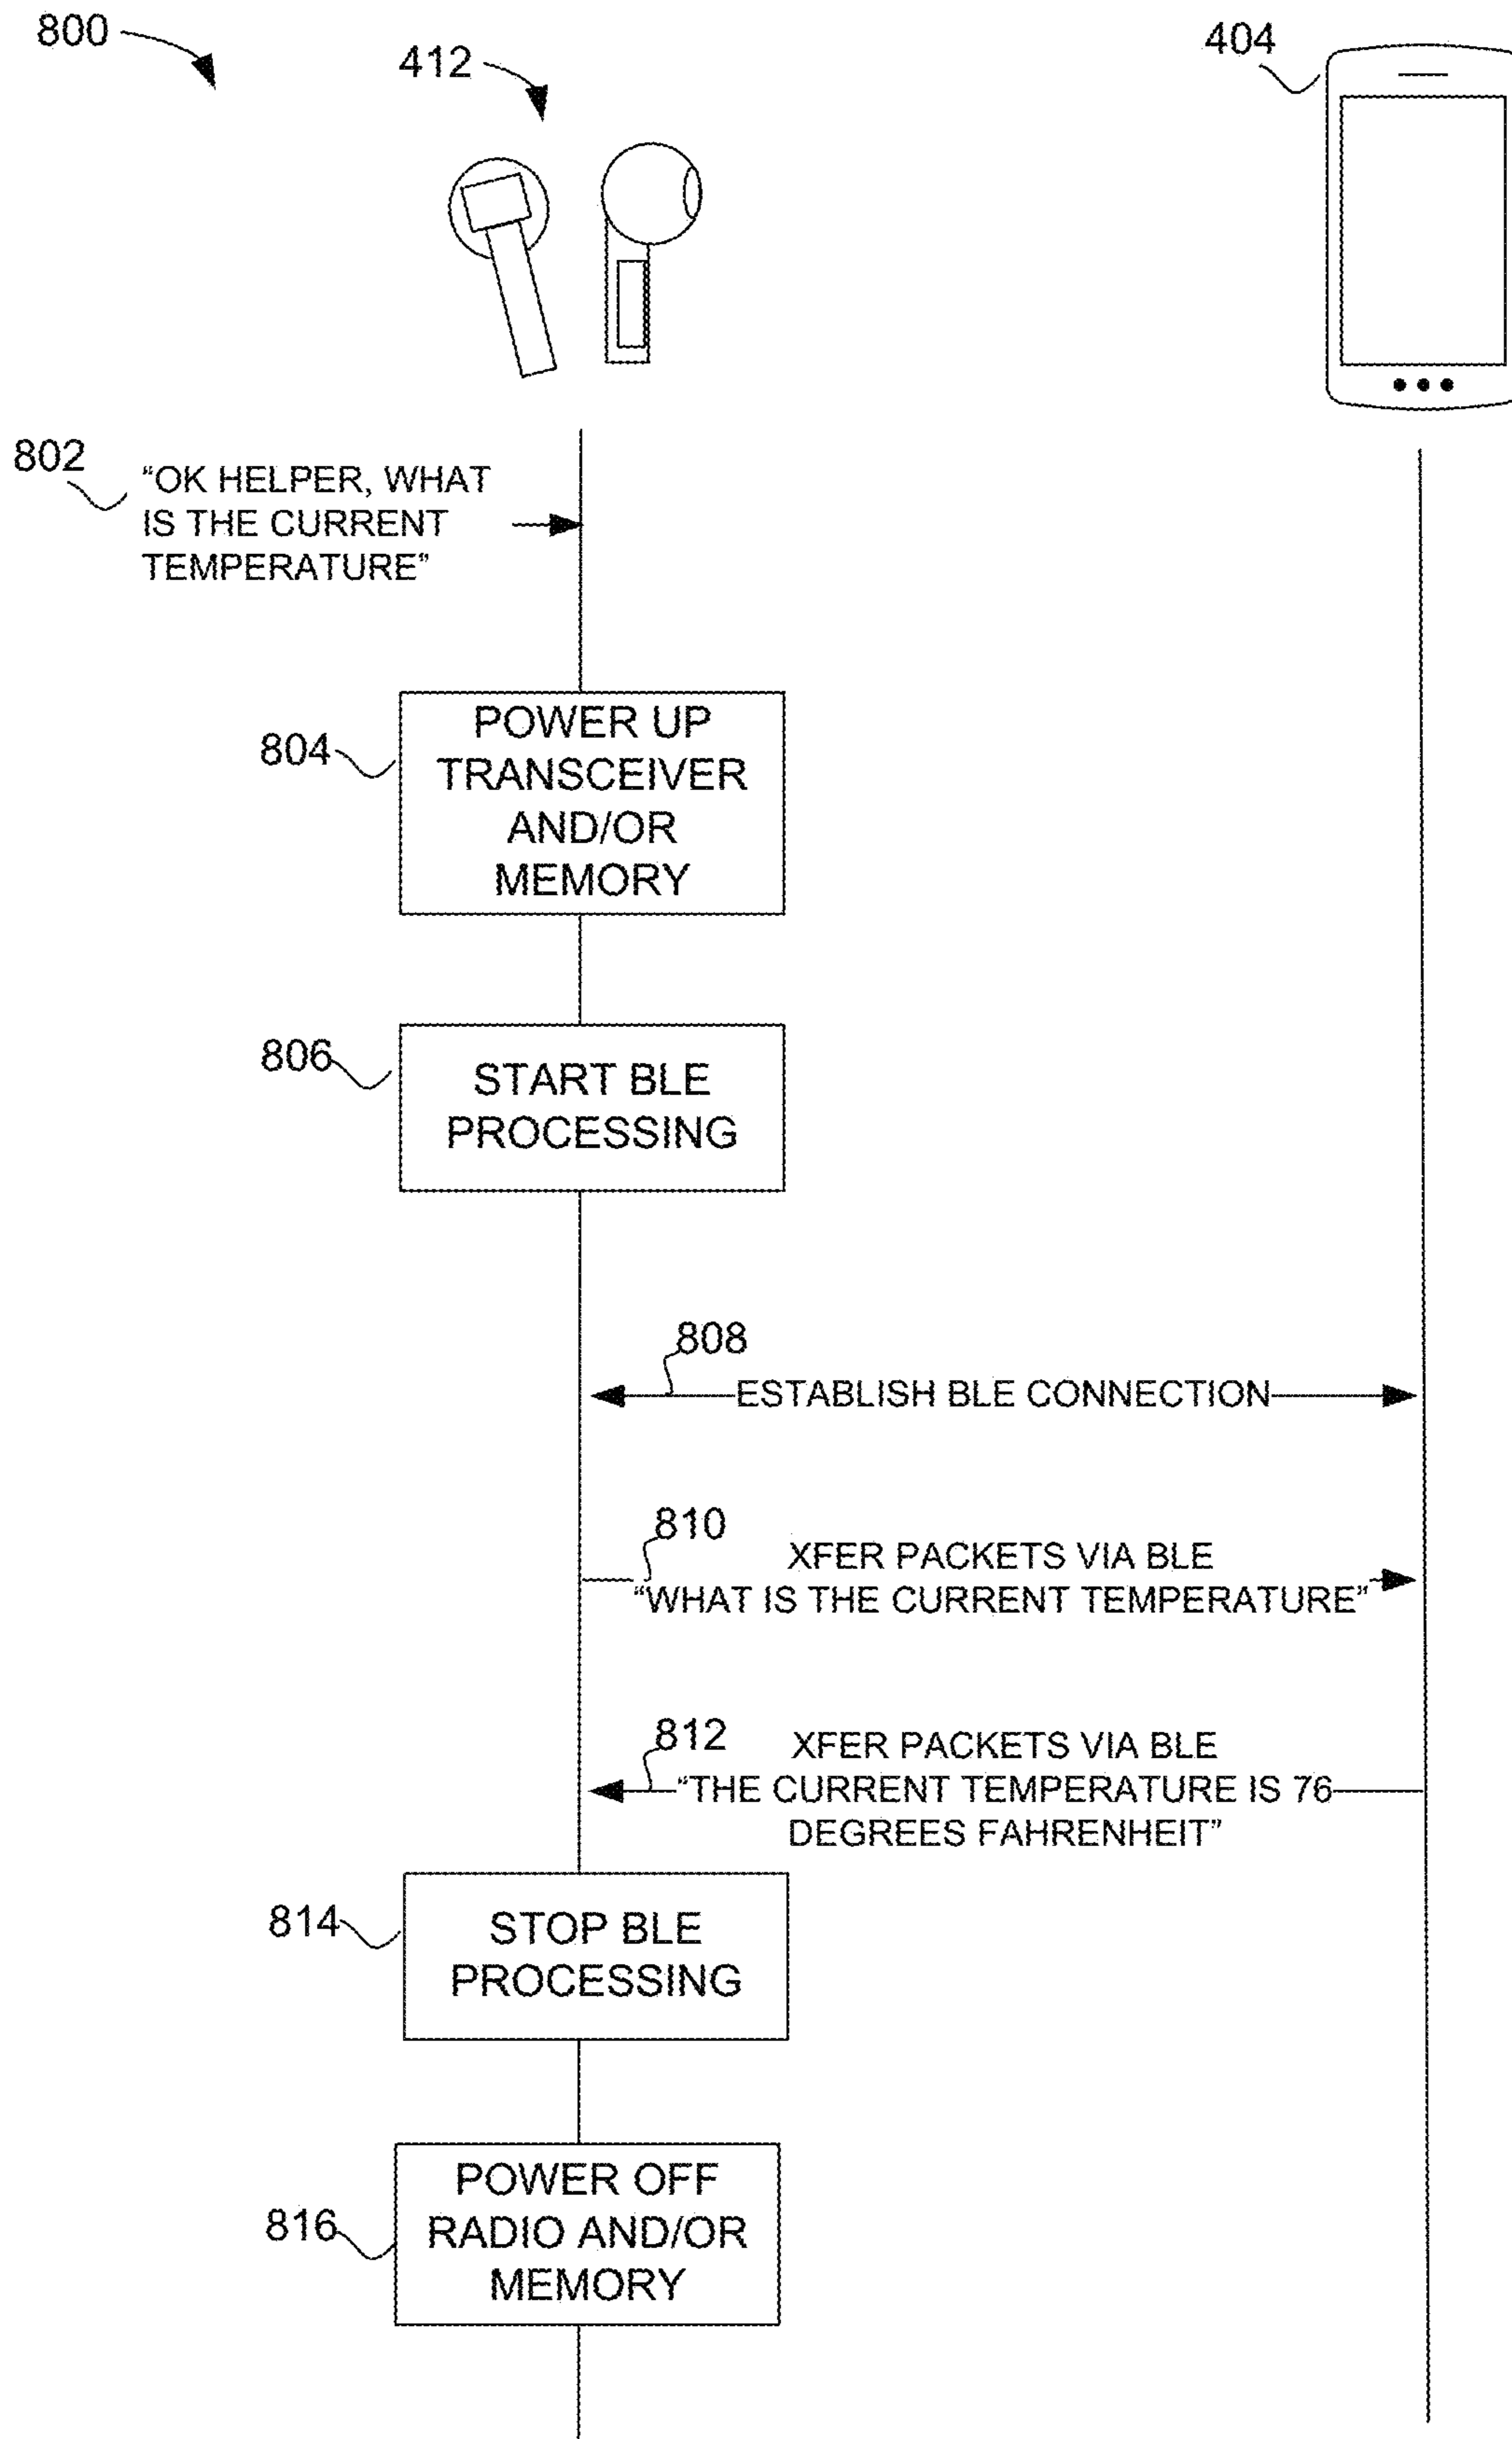 800
412
404
802
“OK HELPER, WHAT
IS THE CURRENT
TEMPERATURE”
804
POWER UP
TRANSCEIVER
AND/OR
MEMORY
806
START BLE
PROCESSING
808
ESTABLISH BLE CONNECTION
810
XFER PACKETS VIA BLE
“WHAT IS THE CURRENT TEMPERATURE”
812
XFER PACKETS VIA BLE
“THE CURRENT TEMPERATURE IS 76
DEGREES FAHRENHEIT”
814
STOP BLE
PROCESSING
816
POWER OFF
RADIO AND/OR
MEMORY